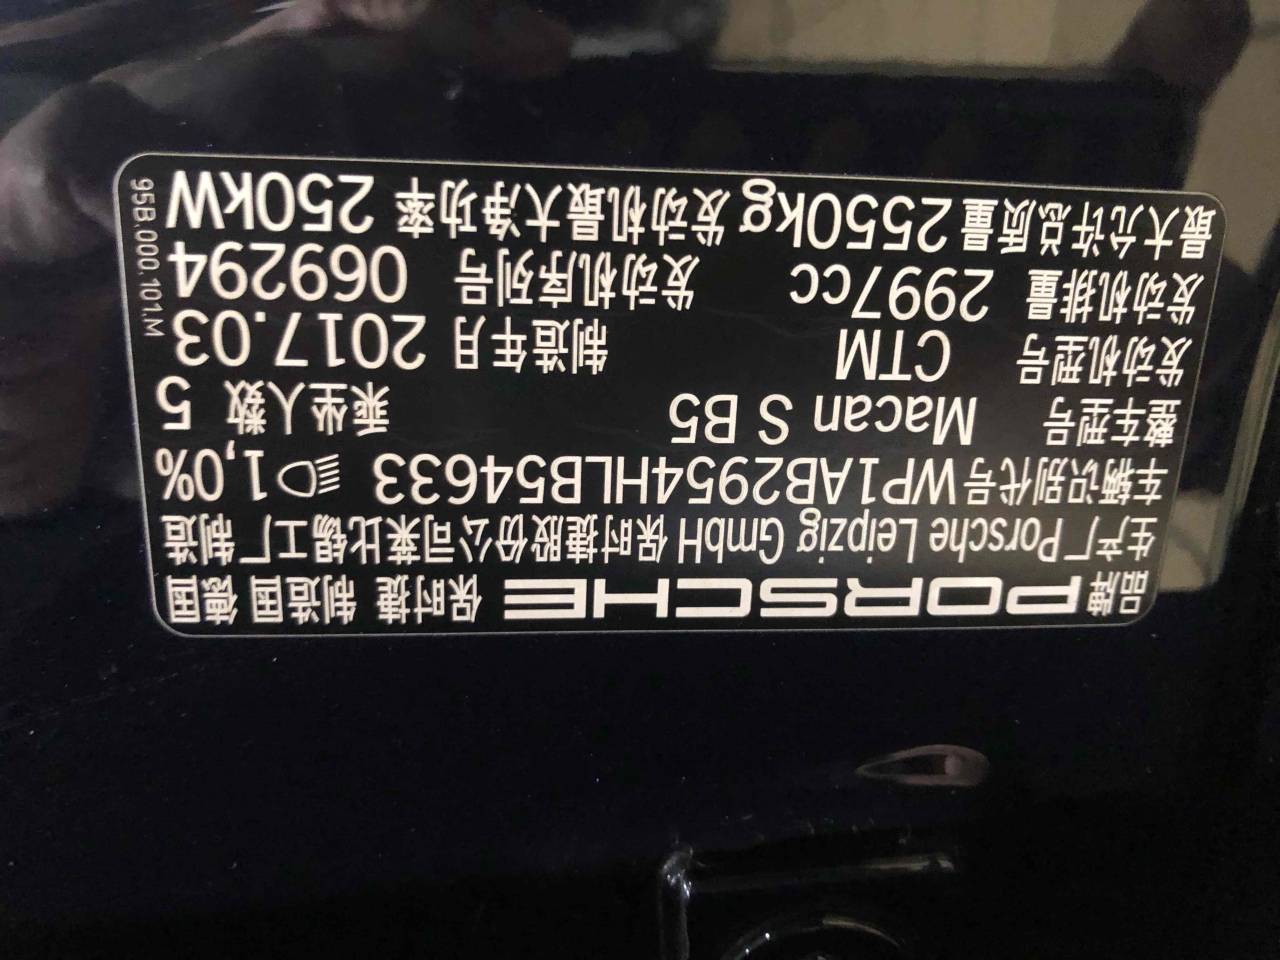 品牌 PORSCHE 保时捷 制造国 德国
生产厂 Porsche Leipzig GmbH 保时捷股份公司莱比锡工厂制造
车辆识别代号 WP1AB2954HLB54633 1,0%
整车型号 Macan S B5 乘坐人数 5
发动机型号 CTM 制造年月 2017.03
发动机排量 2997cc 发动机序列号 069294
最大允许总质量 2550kg 发动机最大净功率 250kW
95B.000.101.M